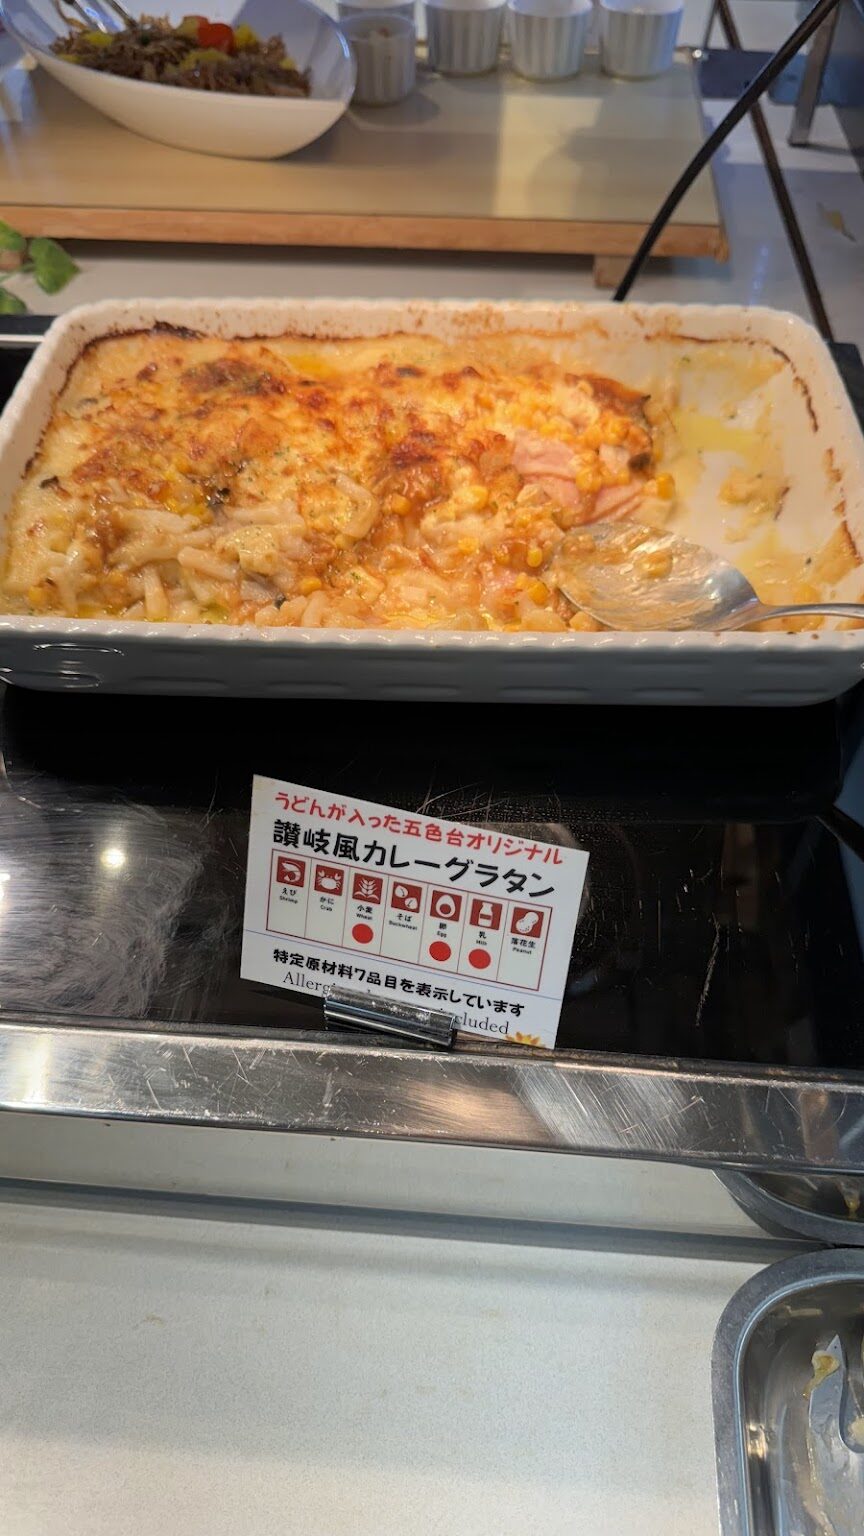 うどんが入った五色台オリジナル
讃岐風カレーグラタン
えび かに 小麦 そば 卵 乳 落花生
Shrimp Crab Wheat Buckwheat Egg Milk Peanut
特定原材料7品目を表示しています